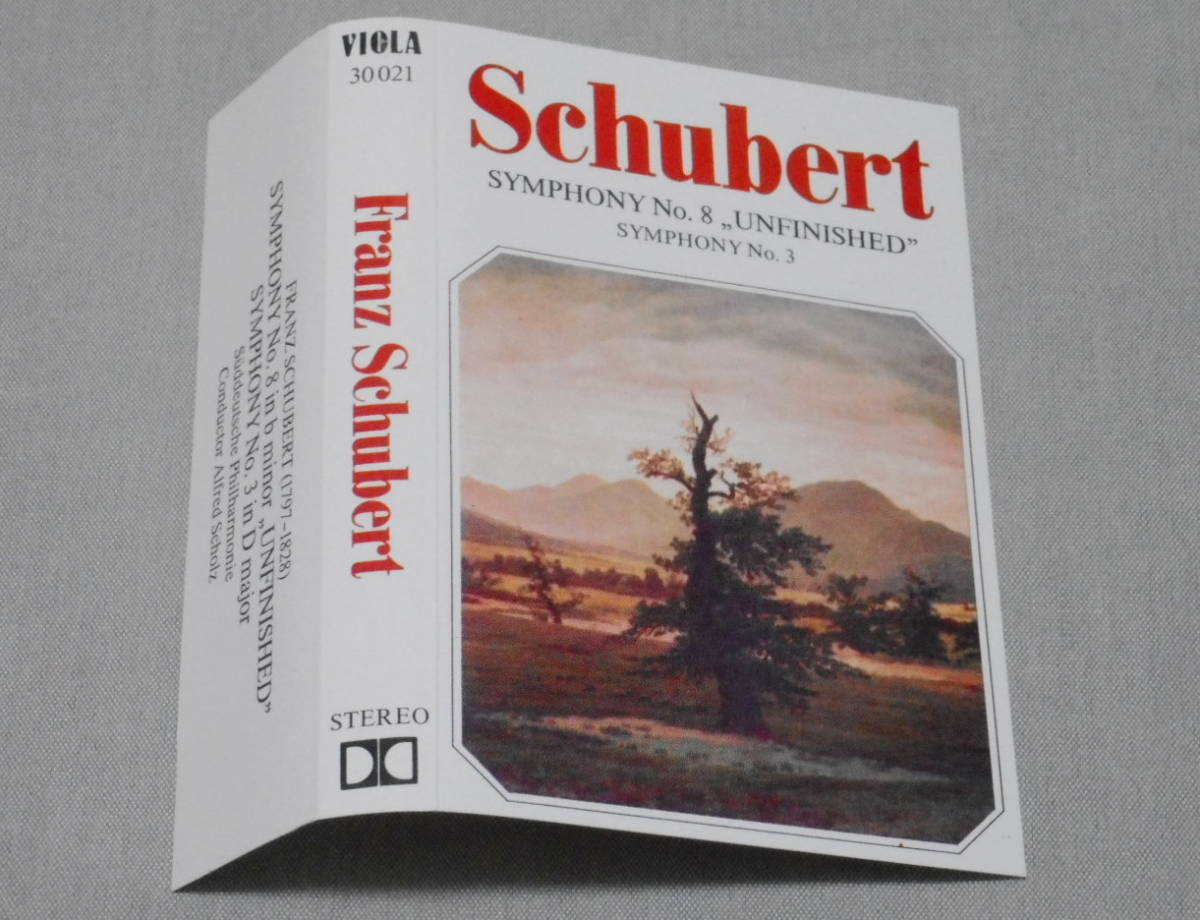 Schubert
SYMPHONY No. 8 „UNFINISHED”
SYMPHONY No. 3
VIOLA
30 021
Franz Schubert
STEREO
FRANZ SCHUBERT (1797–1828)
SYMPHONY No. 8 in b minor „UNFINISHED”
SYMPHONY No. 3 in D major
Süddeutsche Philharmonie
Conductor Alfred Scholz